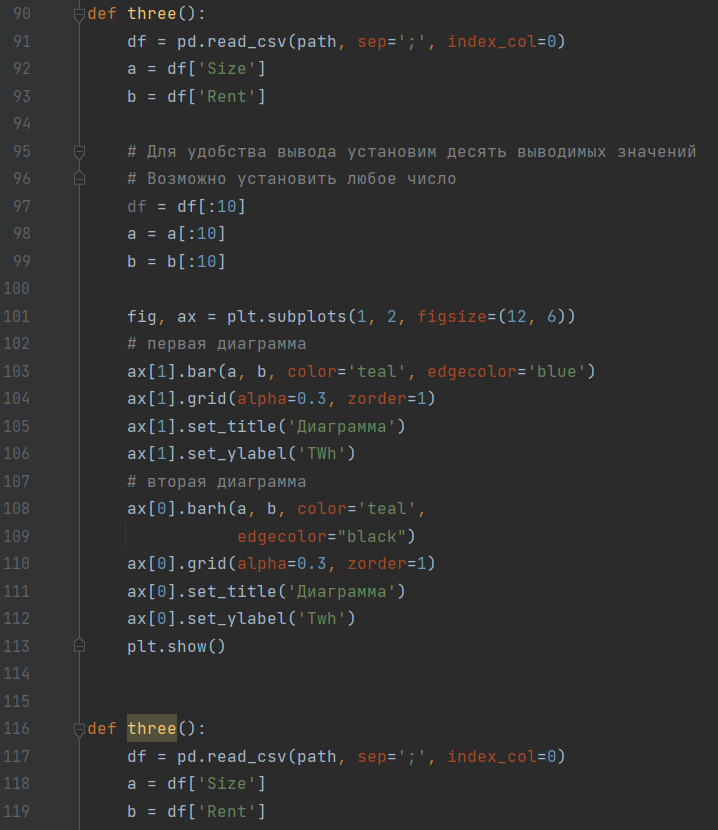 90 def three():
91     df = pd.read_csv(path, sep=';', index_col=0)
92     a = df['Size']
93     b = df['Rent']
94
95     # Для удобства вывода установим десять выводимых значений
96     # Возможно установить любое число
97     df = df[:10]
98     a = a[:10]
99     b = b[:10]
100
101     fig, ax = plt.subplots(1, 2, figsize=(12, 6))
102     # первая диаграмма
103     ax[1].bar(a, b, color='teal', edgecolor='blue')
104     ax[1].grid(alpha=0.3, zorder=1)
105     ax[1].set_title('Диаграмма')
106     ax[1].set_ylabel('TWh')
107     # вторая диаграмма
108     ax[0].barh(a, b, color='teal',
109                edgecolor="black")
110     ax[0].grid(alpha=0.3, zorder=1)
111     ax[0].set_title('Диаграмма')
112     ax[0].set_ylabel('Twh')
113     plt.show()
114
115
116 def three():
117     df = pd.read_csv(path, sep=';', index_col=0)
118     a = df['Size']
119     b = df['Rent']